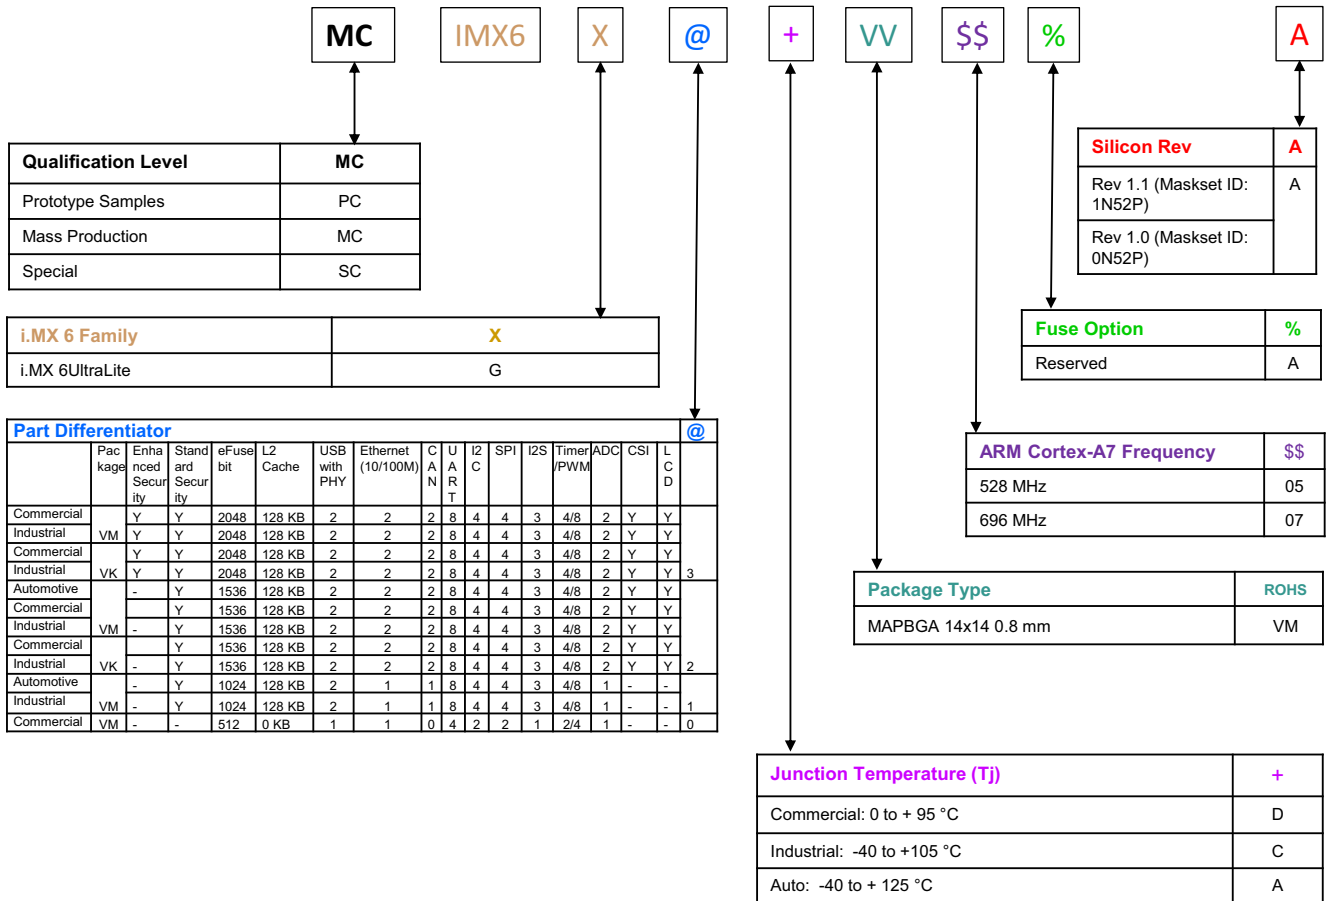 MC IMX6 X @ + VV $$ % A
Qualification Level MC
Prototype Samples PC
Mass Production MC
Special SC
Silicon Rev A
Rev 1.1 (Maskset ID: A
1N52P)
Rev 1.0 (Maskset ID:
0N52P)
i.MX 6 Family X
i.MX 6UltraLite G
Fuse Option %
Reserved A
Part Differentiator @
Pac Enha Stand eFuse L2 USB Ethernet C U I2 SPI I2S Timer ADC CSI L
kage nced ard bit Cache with (10/100M) A A C /PWM C
Secur Secur PHY N R D
ity ity T
Commercial Y Y 2048 128 KB 2 2 2 8 4 4 3 4/8 2 Y Y
Industrial VM Y Y 2048 128 KB 2 2 2 8 4 4 3 4/8 2 Y Y
Commercial Y Y 2048 128 KB 2 2 2 8 4 4 3 4/8 2 Y Y
Industrial VK Y Y 2048 128 KB 2 2 2 8 4 4 3 4/8 2 Y Y 3
Automotive - Y 1536 128 KB 2 2 2 8 4 4 3 4/8 2 Y Y
Commercial Y 1536 128 KB 2 2 2 8 4 4 3 4/8 2 Y Y
Industrial VM - Y 1536 128 KB 2 2 2 8 4 4 3 4/8 2 Y Y
Commercial Y 1536 128 KB 2 2 2 8 4 4 3 4/8 2 Y Y
Industrial VK - Y 1536 128 KB 2 2 2 8 4 4 3 4/8 2 Y Y 2
Automotive - Y 1024 128 KB 2 1 1 8 4 4 3 4/8 1 - -
Industrial VM - Y 1024 128 KB 2 1 1 8 4 4 3 4/8 1 - - 1
Commercial VM - - 512 0 KB 1 1 0 4 2 2 1 2/4 1 - - 0
ARM Cortex-A7 Frequency $$
528 MHz 05
696 MHz 07
Package Type ROHS
MAPBGA 14x14 0.8 mm VM
Junction Temperature (Tj) +
Commercial: 0 to + 95 °C D
Industrial: -40 to +105 °C C
Auto: -40 to + 125 °C A